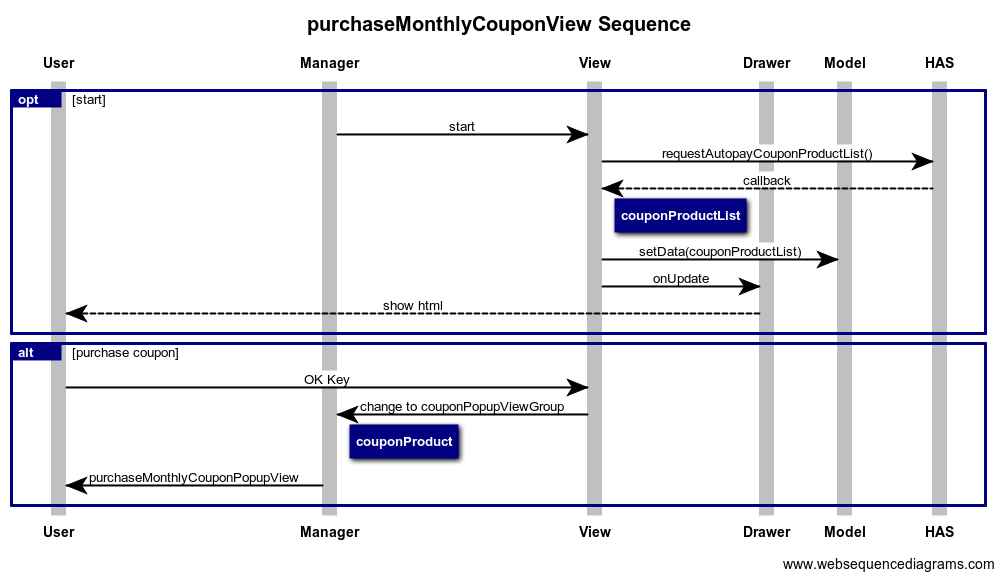 purchaseMonthlyCouponView Sequence
User Manager View Drawer Model HAS
opt [start]
start
requestAutopayCouponProductList()
callback
couponProductList
setData(couponProductList)
onUpdate
show html
alt [purchase coupon]
OK Key
change to couponPopupViewGroup
couponProduct
purchaseMonthlyCouponPopupView
User Manager View Drawer Model HAS
www.websequencediagrams.com